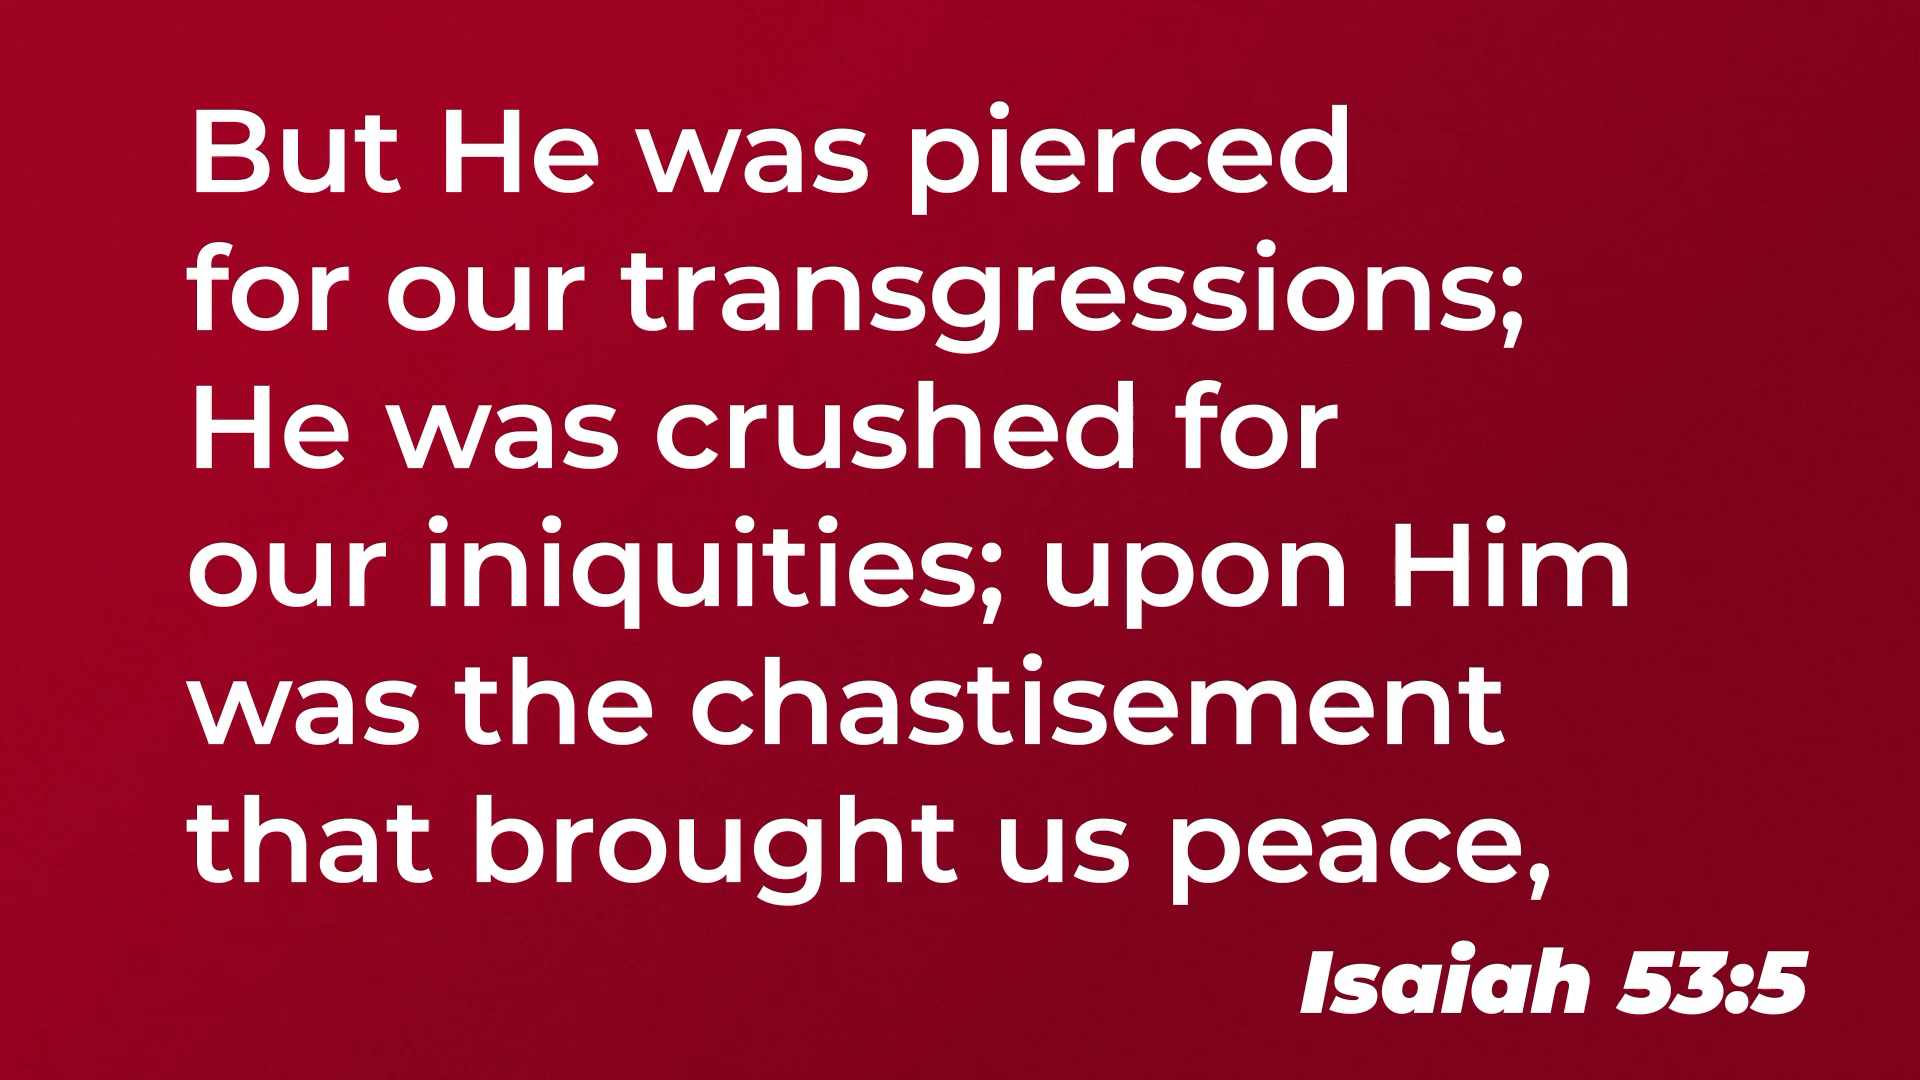 But He was pierced
for our transgressions;
He was crushed for
our iniquities; upon Him
was the chastisement
that brought us peace,
Isaiah 53:5